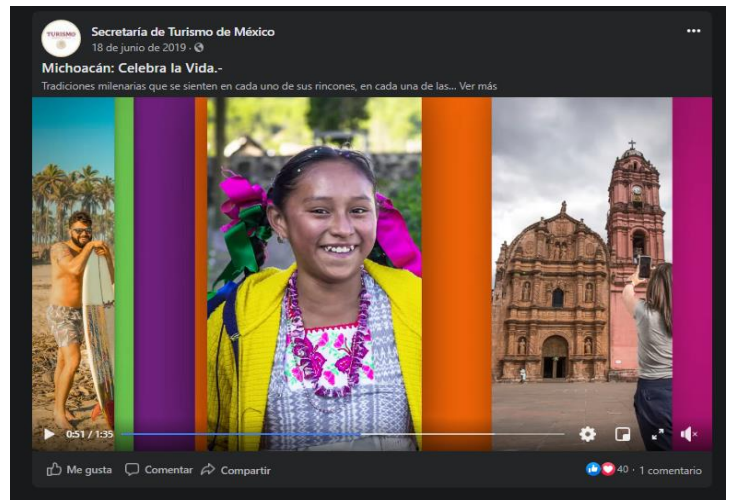 TURISMO
Secretaría de Turismo de México
18 de junio de 2019 ·
Michoacán: Celebra la Vida.-
Tradiciones milenarias que se sienten en cada uno de sus rincones, en cada una de las... Ver más
0:51 / 1:35
Me gusta Comentar Compartir 40 · 1 comentario